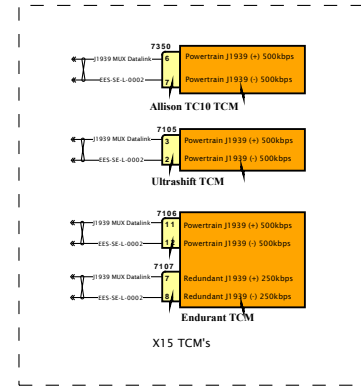 7350
J1939 MUX Datalink 6 Powertrain J1939 (+) 500kbps
EES-SE-L-0002 7 Powertrain J1939 (-) 500kbps
Allison TC10 TCM
7105
J1939 MUX Datalink 3 Powertrain J1939 (+) 500kbps
EES-SE-L-0002 2 Powertrain J1939 (-) 500kbps
Ultrashift TCM
7106
J1939 MUX Datalink 11 Powertrain J1939 (+) 500kbps
EES-SE-L-0002 12 Powertrain J1939 (-) 500kbps
7107
J1939 MUX Datalink 7 Redundant J1939 (+) 250kbps
EES-SE-L-0002 8 Redundant J1939 (-) 250kbps
Endurant TCM
X15 TCM's